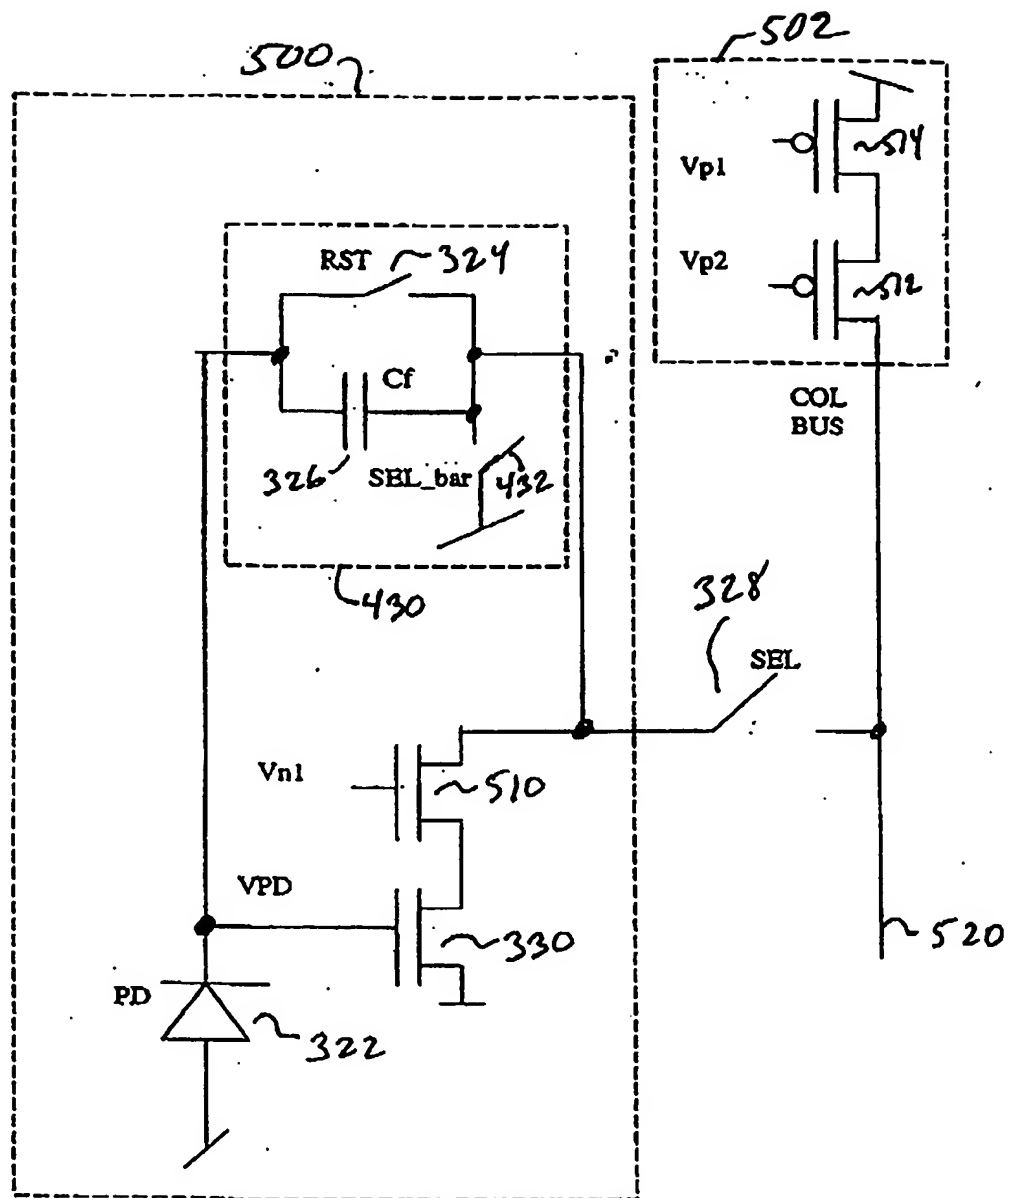 500
502
Vp1
514
Vp2
512
RST
324
Cf
326
SEL_bar
432
430
COL
BUS
328
SEL
Vn1
510
VPD
330
520
PD
322